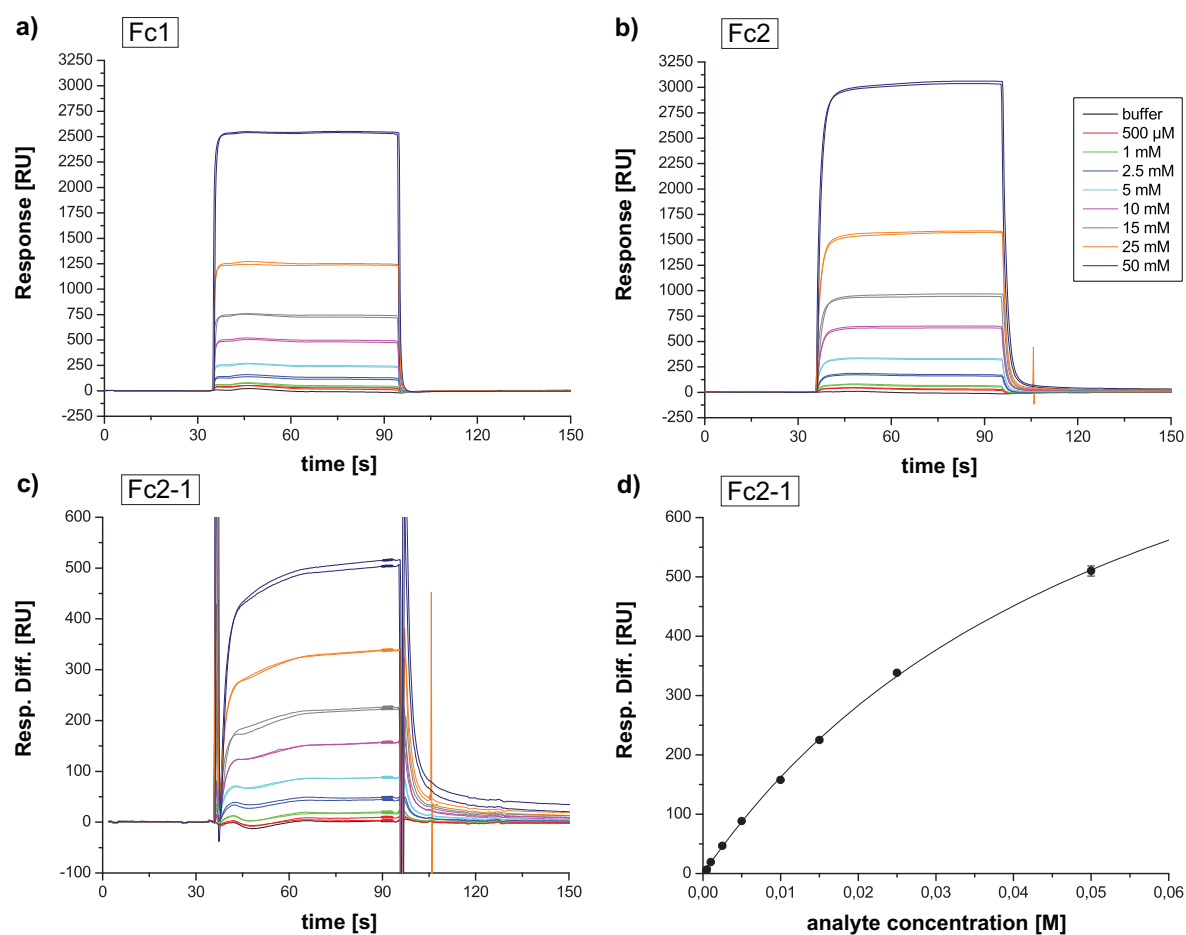 a)
Fc1
3250
3000
2750
2500
2250
2000
1750
1500
1250
1000
750
500
250
0
-250
Response [RU]
0 30 60 90 120 150
time [s]
b)
Fc2
3250
3000
2750
2500
2250
2000
1750
1500
1250
1000
750
500
250
0
-250
Response [RU]
0 30 60 90 120 150
time [s]
buffer
500 µM
1 mM
2.5 mM
5 mM
10 mM
15 mM
25 mM
50 mM
c)
Fc2-1
600
500
400
300
200
100
0
-100
Resp. Diff. [RU]
0 30 60 90 120 150
time [s]
d)
Fc2-1
600
500
400
300
200
100
0
Resp. Diff. [RU]
0,00 0,01 0,02 0,03 0,04 0,05 0,06
analyte concentration [M]